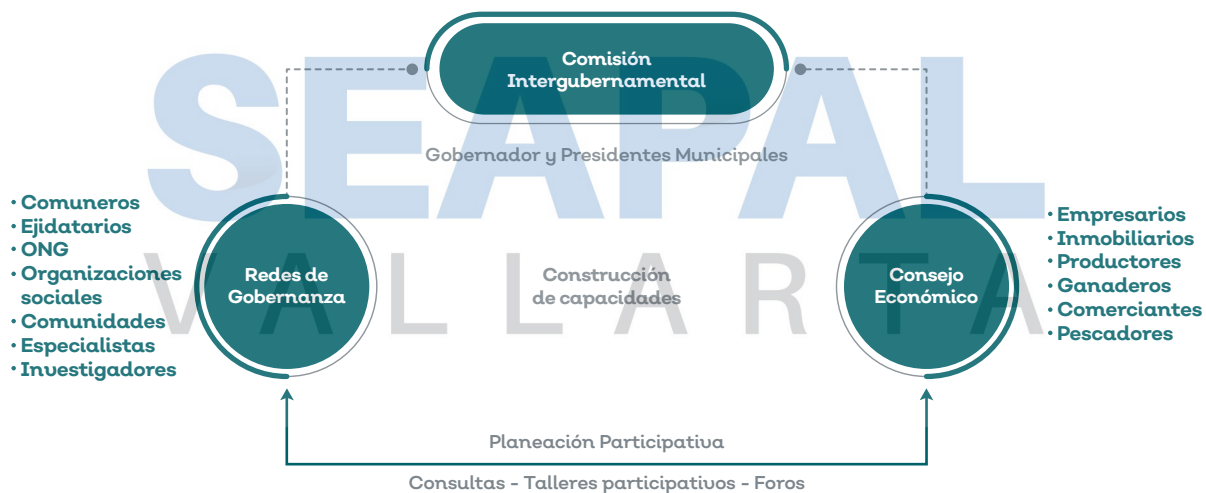 Comisión
Intergubernamental
SEAPAL
VALLARTA
Gobernador y Presidentes Municipales
• Comuneros
• Ejidatarios
• ONG
• Organizaciones
sociales
• Comunidades
• Especialistas
• Investigadores
Redes de
Gobernanza
Construcción
de capacidades
Consejo
Económico
• Empresarios
• Inmobiliarios
• Productores
• Ganaderos
• Comerciantes
• Pescadores
Planeación Participativa
Consultas - Talleres participativos - Foros